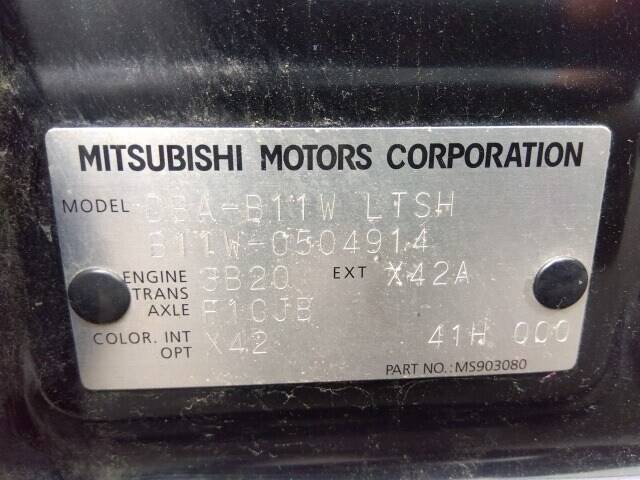 MITSUBISHI MOTORS CORPORATION
MODEL DBA-B11W LTSH
B11W-0504914
ENGINE 3B20 EXT X42A
TRANS AXLE F1CJB
COLOR. INT X42 41H 000
OPT
PART NO.: MS903080